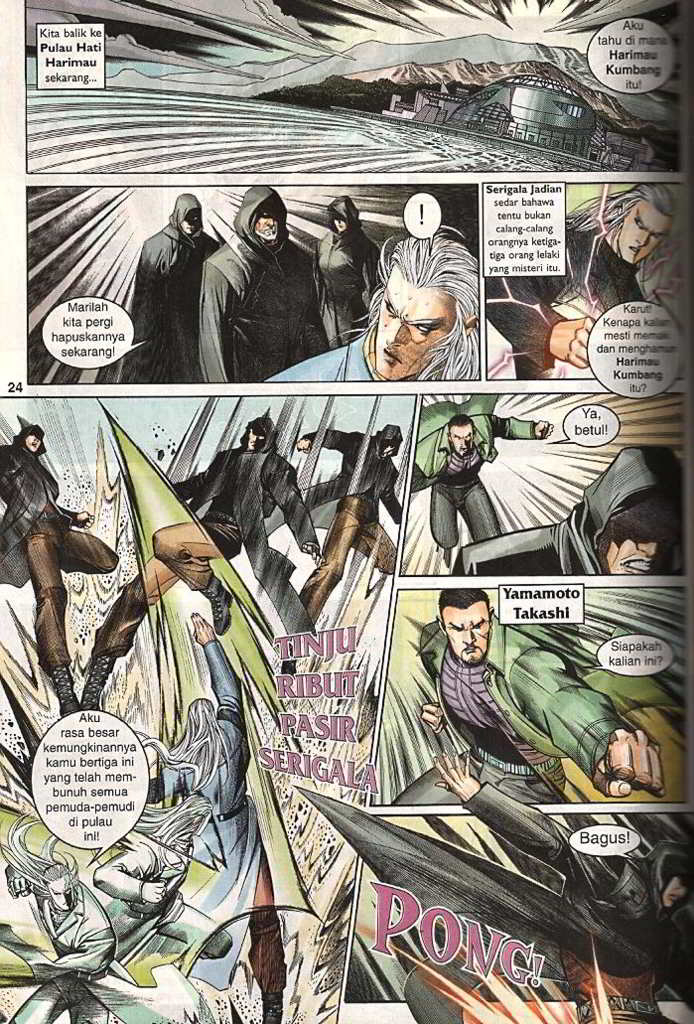 Kita balik ke
Pulau Hati
Harimau
sekarang...
Aku
tahu di mana
Harimau
Kumbang
itu!
Marilah
kita pergi
hapuskannya
sekarang!
!
Serigala Jadian
sedar bahawa
tentu bukan
calang-calang
orangnya ketiga-
tiga orang lelaki
yang misteri itu.
Karut!
Kenapa kalian
mesti
dan
Harimau
Kumbang
itu?
24
Ya,
betul!
Yamamoto
Takashi
Siapakah
kalian ini?
TINJU
RIBUT
PASIR
SERIGALA
Aku
rasa besar
kemungkinannya
kamu bertiga ini
yang telah mem-
bunuh semua
pemuda-pemudi
di pulau
ini!
Bagus!
PONG!